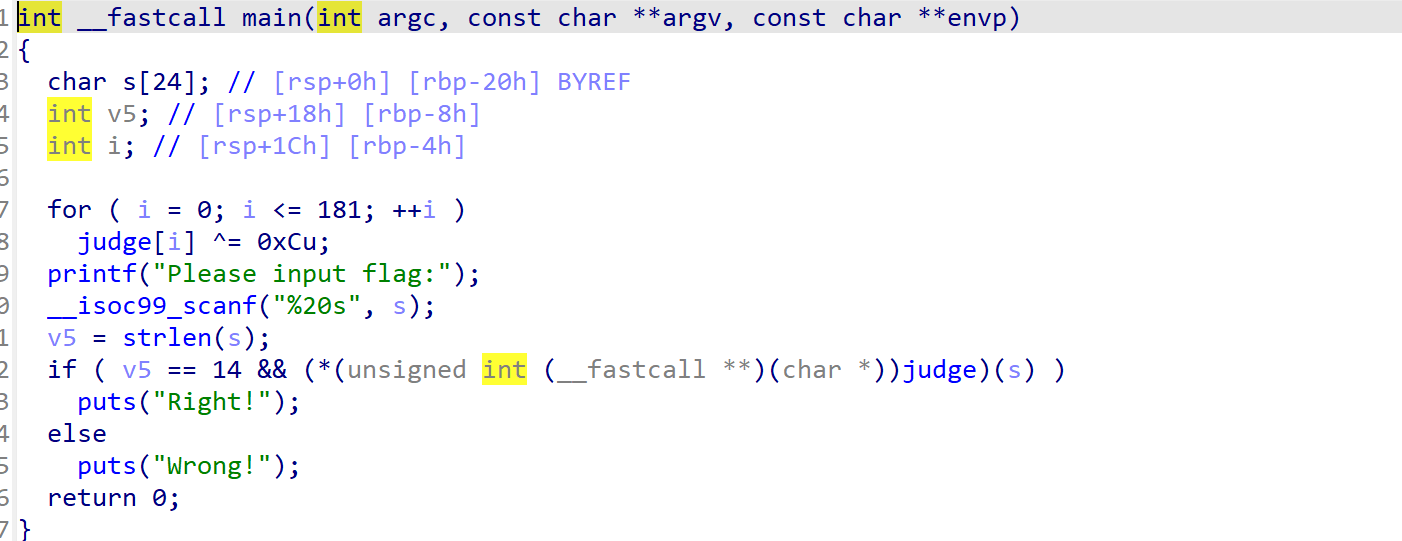 1 int __fastcall main(int argc, const char **argv, const char **envp)
2 {
3   char s[24]; // [rsp+0h] [rbp-20h] BYREF
4   int v5; // [rsp+18h] [rbp-8h]
5   int i; // [rsp+1Ch] [rbp-4h]
6
7   for ( i = 0; i <= 181; ++i )
8     judge[i] ^= 0xCu;
9   printf("Please input flag:");
0   __isoc99_scanf("%20s", s);
1   v5 = strlen(s);
2   if ( v5 == 14 && (*(unsigned int (__fastcall **)(char *))judge)(s) )
3     puts("Right!");
4   else
5     puts("Wrong!");
6   return 0;
7 }